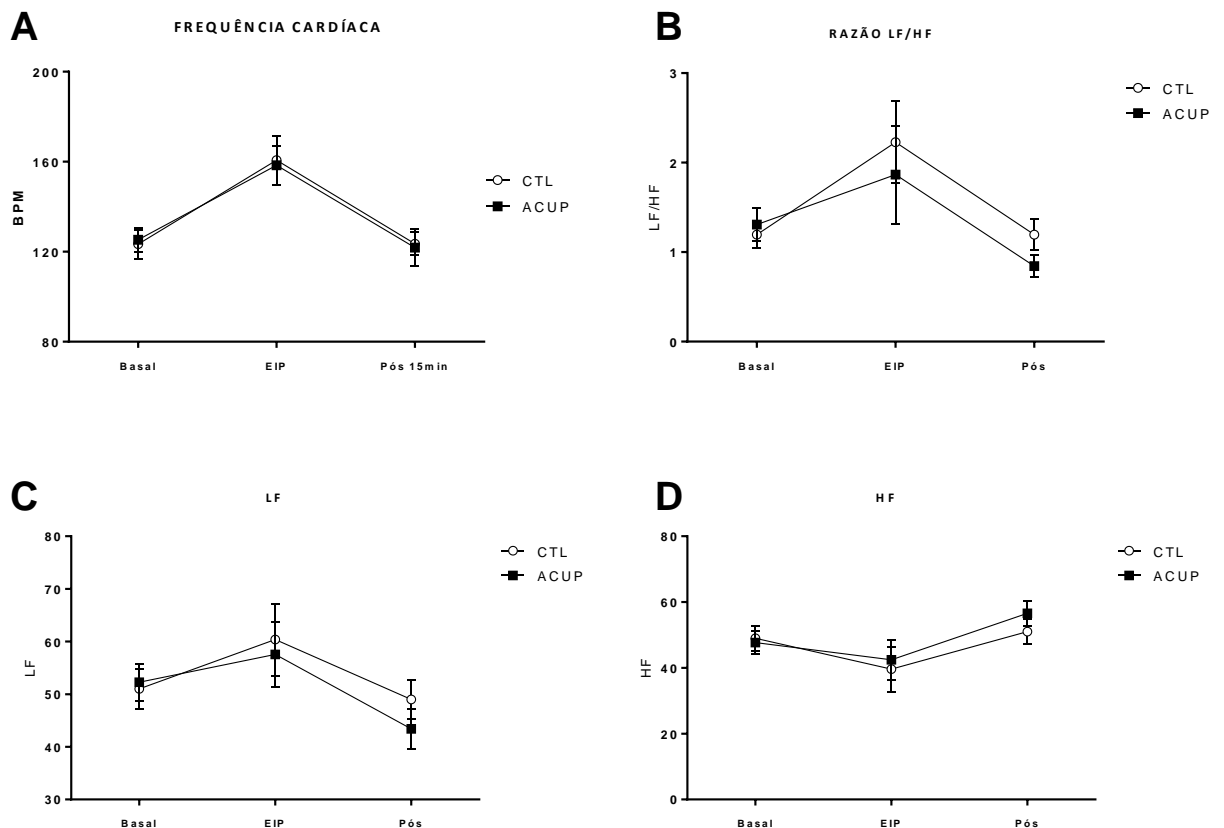 A
FREQUÊNCIA CARDÍACA
200
160
120
80
BPM
Basal
EIP
Pós 15min
CTL
ACUP
B
RAZÃO LF/HF
3
2
1
0
LF/HF
Basal
EIP
Pós
CTL
ACUP
C
LF
80
70
60
50
40
30
LF
Basal
EIP
Pós
CTL
ACUP
D
HF
80
60
40
20
0
HF
Basal
EIP
Pós
CTL
ACUP